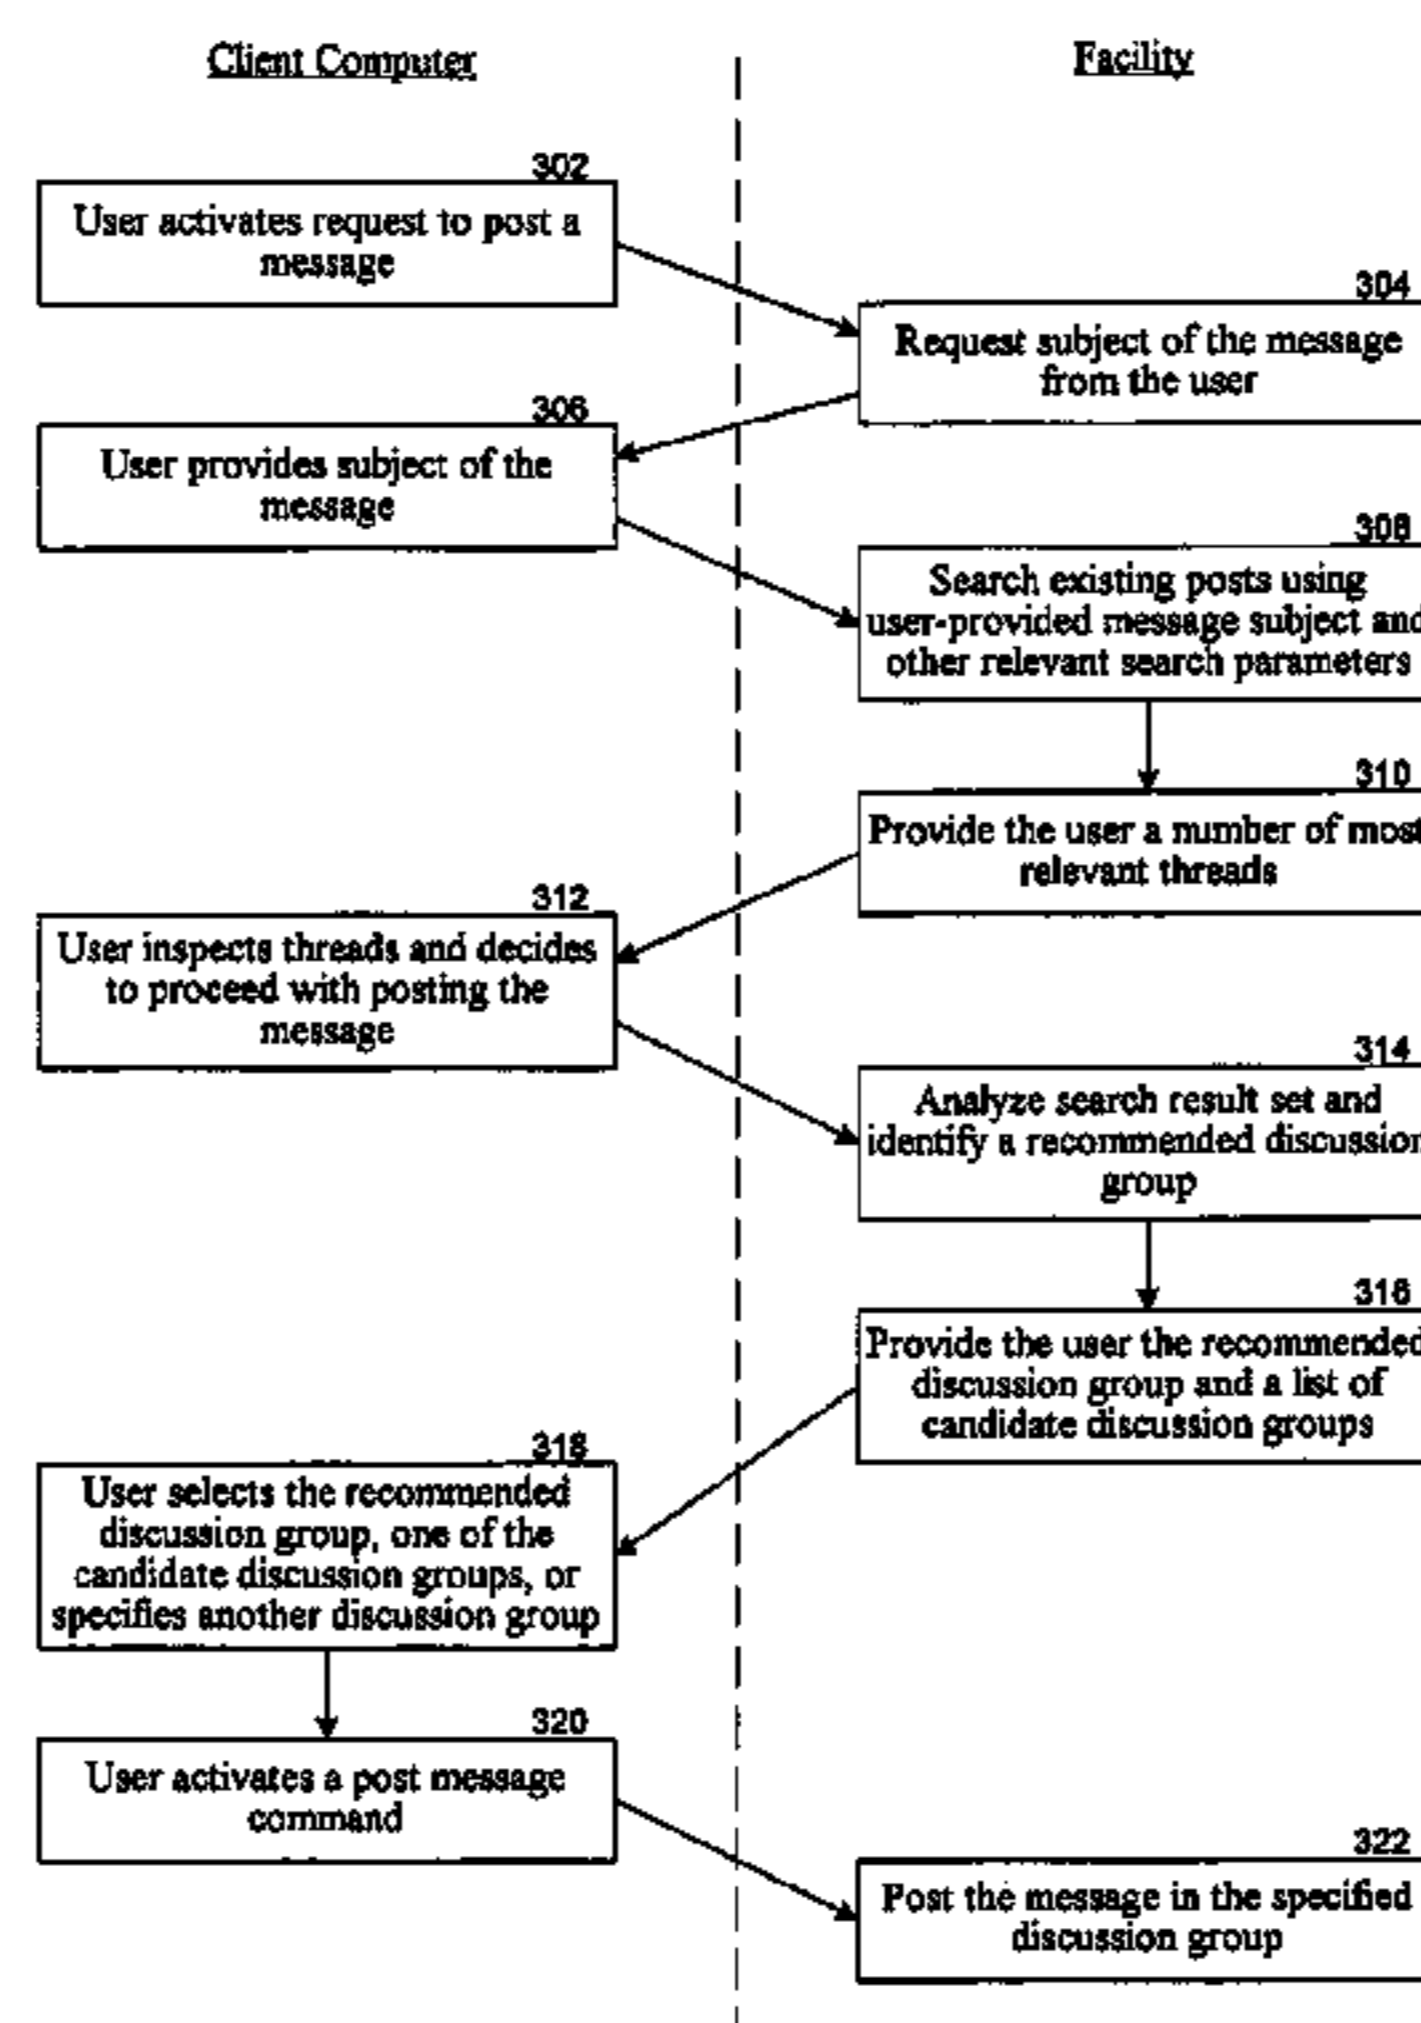 Client Computer
Facility
302
User activates request to post a
message
304
Request subject of the message
from the user
306
User provides subject of the
message
308
Search existing posts using
user-provided message subject and
other relevant search parameters
310
Provide the user a number of most
relevant threads
312
User inspects threads and decides
to proceed with posting the
message
314
Analyze search result set and
identify a recommended discussion
group
316
Provide the user the recommended
discussion group and a list of
candidate discussion groups
318
User selects the recommended
discussion group, one of the
candidate discussion groups, or
specifies another discussion group
320
User activates a post message
command
322
Post the message in the specified
discussion group